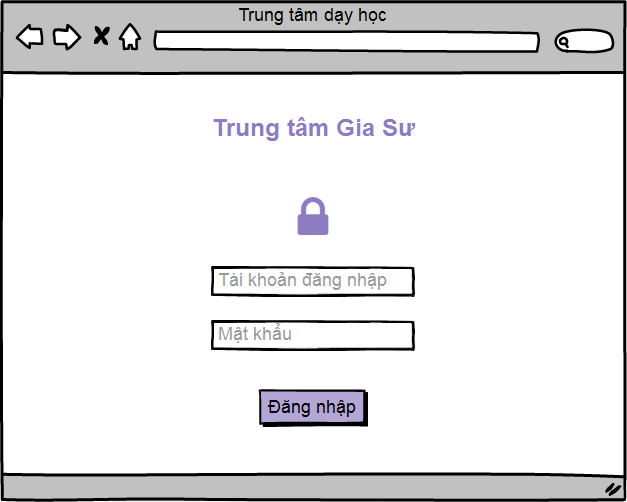 Trung tâm dạy học
Trung tâm Gia Sư
Tài khoản đăng nhập
Mật khẩu
Đăng nhập